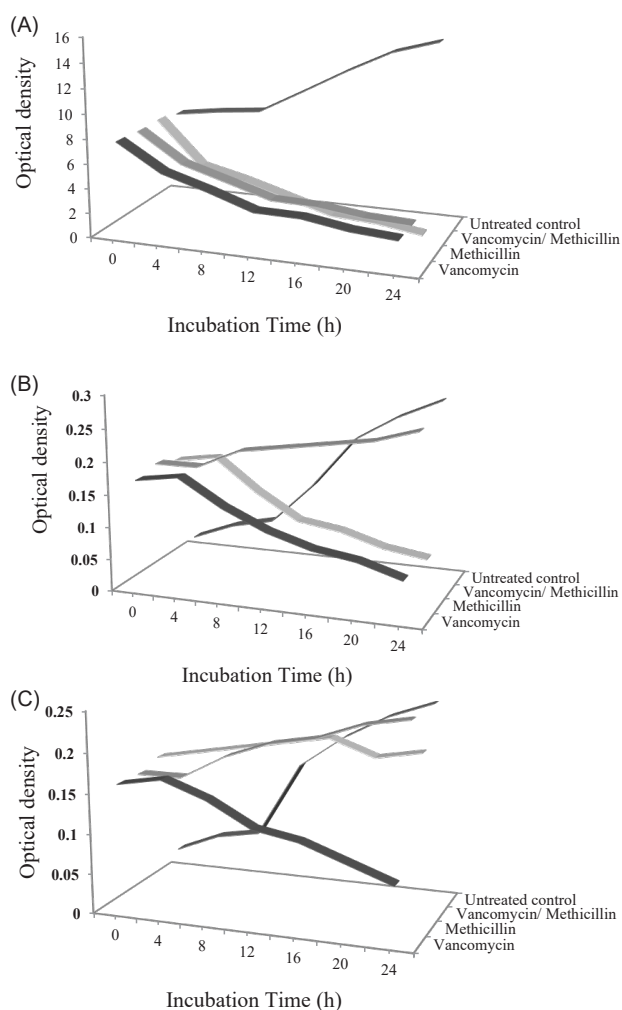 (A)
16
14
12
10
8
6
4
2
0
Optical density
0 4 8 12 16 20 24
Untreated control
Vancomycin/ Methicillin
Methicillin
Vancomycin
Incubation Time (h)
(B)
0.3
0.25
0.2
0.15
0.1
0.05
0
Optical density
0 4 8 12 16 20 24
Untreated control
Vancomycin/ Methicillin
Methicillin
Vancomycin
Incubation Time (h)
(C)
0.25
0.2
0.15
0.1
0.05
0
Optical density
0 4 8 12 16 20 24
Untreated control
Vancomycin/ Methicillin
Methicillin
Vancomycin
Incubation Time (h)